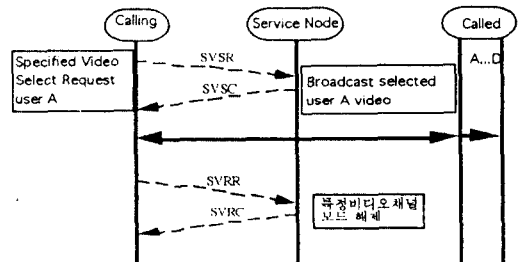 Calling
Service Node
Called
Specified Video
Select Request
user A
SVSR
SVSC
Broadcast selected
user A video
A...D
SVRR
SVRC
특정비디오채널
모드 해제